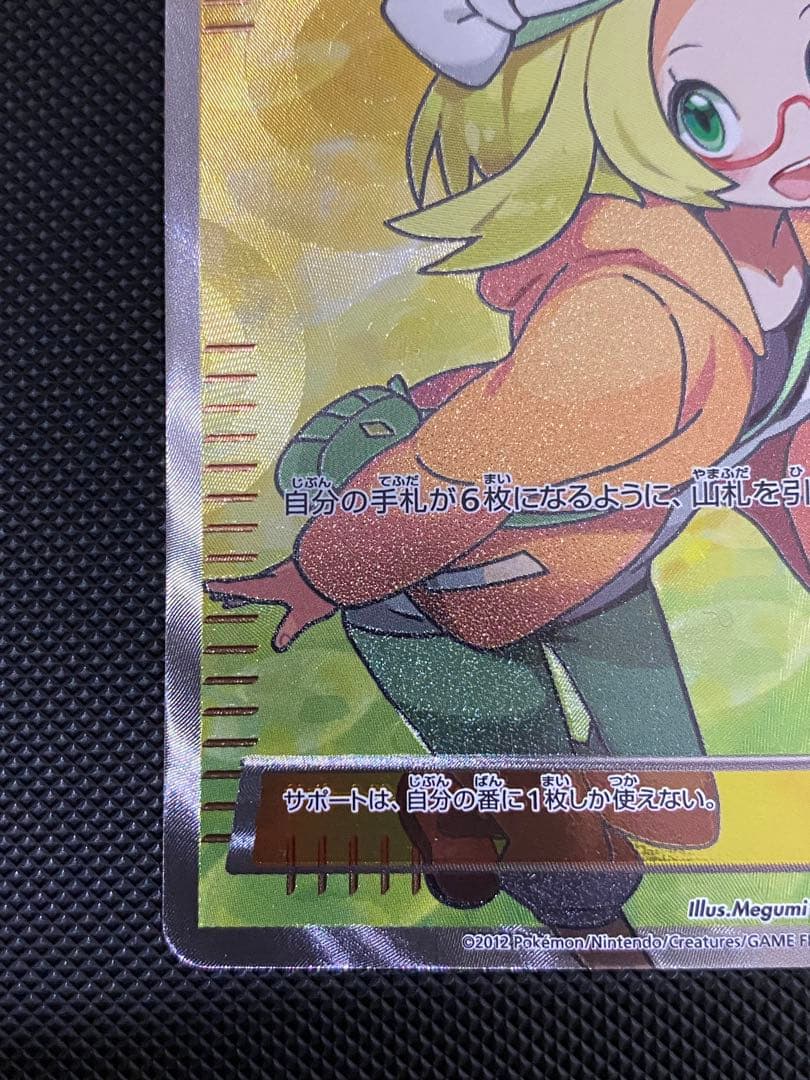 自分の手札が6枚になるように、山札を引
サポートは、自分の番に1枚しか使えない。
Illus.Megumi
©2012 Pokémon/Nintendo/Creatures/GAME F